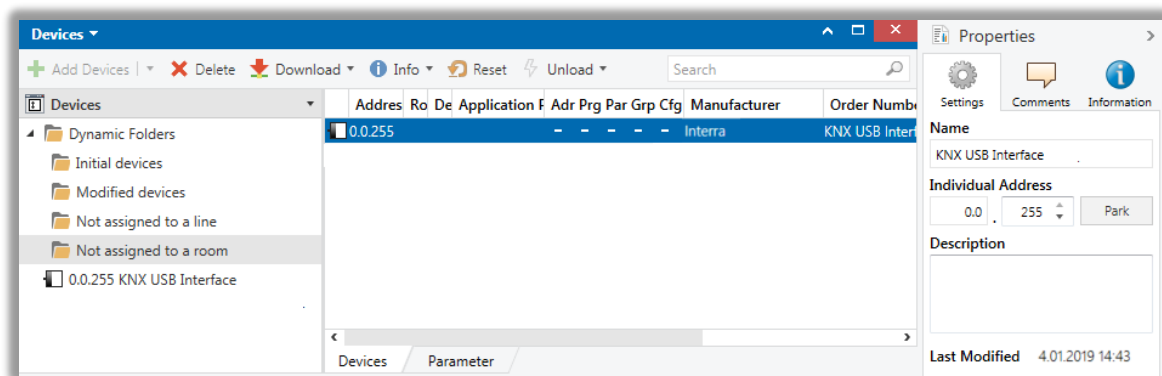 Devices
Add Devices Delete Download Info Reset Unload Search
Devices
Dynamic Folders
Initial devices
Modified devices
Not assigned to a line
Not assigned to a room
0.0.255 KNX USB Interface
Addres Ro De Application F Adr Prg Par Grp Cfg Manufacturer Order Numbe
0.0.255 – – – – – Interra KNX USB Interf
Devices Parameter
Properties
Settings Comments Information
Name
KNX USB Interface
Individual Address
0.0 . 255 Park
Description
Last Modified 4.01.2019 14:43